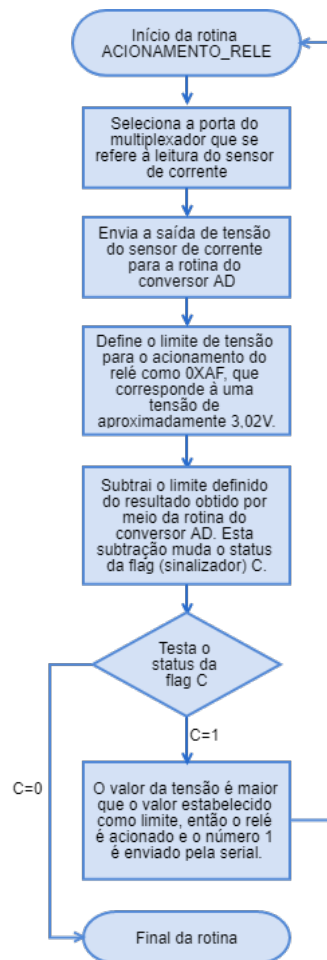 Início da rotina
ACIONAMENTO_RELE
Seleciona a porta do
multiplexador que se
refere à leitura do sensor
de corrente
Envia a saída de tensão
do sensor de corrente
para a rotina do
conversor AD
Define o limite de tensão
para o acionamento do
relé como 0XAF, que
corresponde à uma
tensão de
aproximadamente 3,02V.
Subtrai o limite definido
do resultado obtido por
meio da rotina do
conversor AD. Esta
subtração muda o status
da flag (sinalizador) C.
Testa o
status da
flag C
C=1
C=0
O valor da tensão é maior
que o valor estabelecido
como limite, então o relé
é acionado e o número 1
é enviado pela serial.
Final da rotina